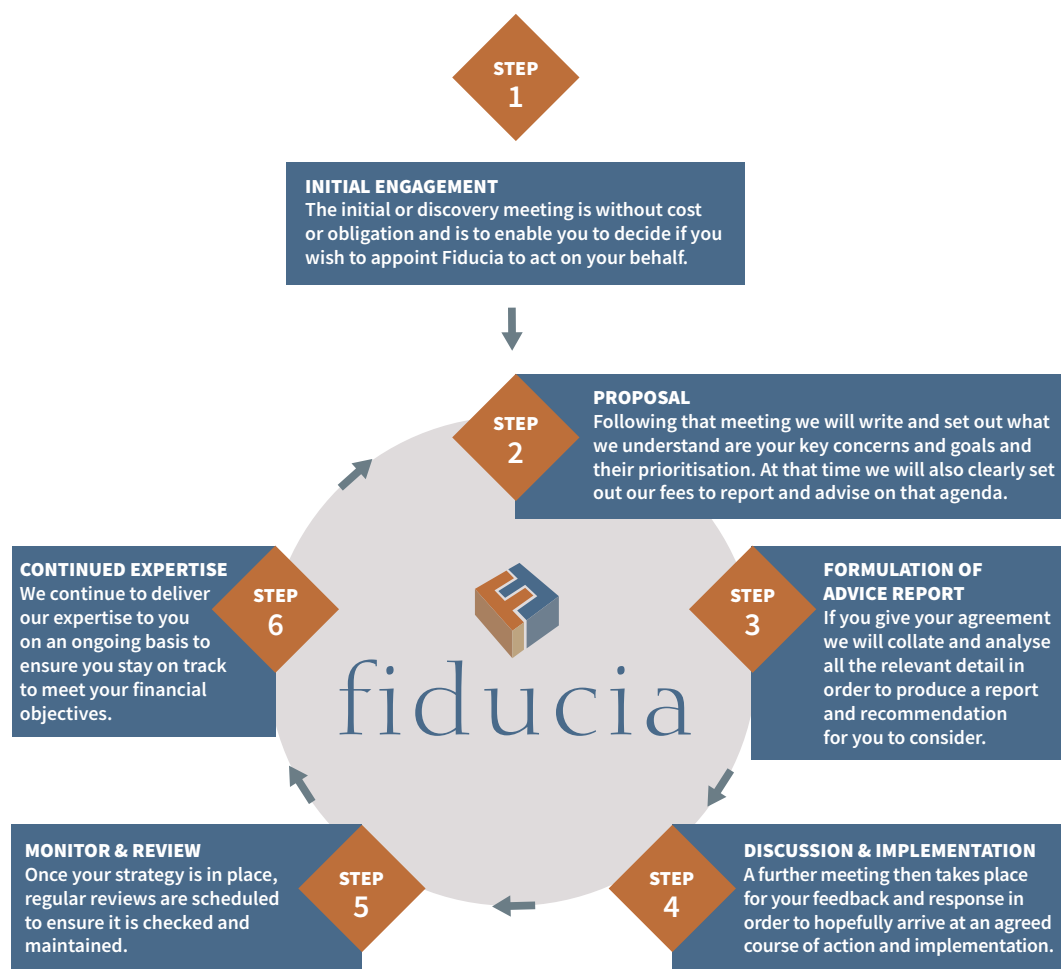 STEP
1
INITIAL ENGAGEMENT
The initial or discovery meeting is without cost
or obligation and is to enable you to decide if you
wish to appoint Fiducia to act on your behalf.
STEP
2
PROPOSAL
Following that meeting we will write and set out what
we understand are your key concerns and goals and
their prioritisation. At that time we will also clearly set
out our fees to report and advise on that agenda.
STEP
3
FORMULATION OF
ADVICE REPORT
If you give your agreement
we will collate and analyse
all the relevant detail in
order to produce a report
and recommendation
for you to consider.
STEP
4
DISCUSSION & IMPLEMENTATION
A further meeting then takes place
for your feedback and response in
order to hopefully arrive at an agreed
course of action and implementation.
STEP
5
MONITOR & REVIEW
Once your strategy is in place,
regular reviews are scheduled
to ensure it is checked and
maintained.
STEP
6
CONTINUED EXPERTISE
We continue to deliver
our expertise to you
on an ongoing basis to
ensure you stay on track
to meet your financial
objectives.
fiducia